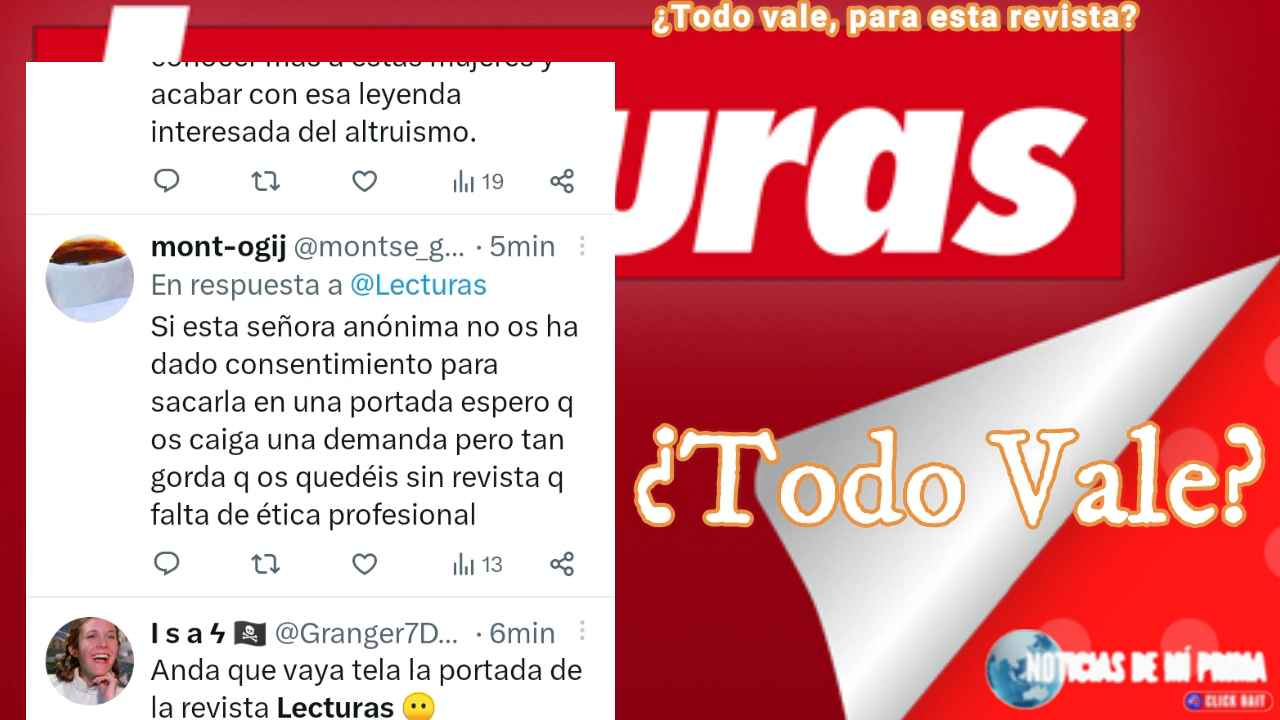 ¿Todo vale, para esta revista?
uras
conocer más a estas mujeres y
acabar con esa leyenda
interesada del altruismo.
19
mont-ogij @montse_g... · 5min
En respuesta a @Lecturas
Si esta señora anónima no os ha
dado consentimiento para
sacarla en una portada espero q
os caiga una demanda pero tan
gorda q os quedéis sin revista q
falta de ética profesional
13
I s a ϟ 🏴‍☠️ @Granger7D... · 6min
Anda que vaya tela la portada de
la revista Lecturas 😶
¿Todo Vale?
NOTICIAS DE MÍ PRIMA
CLICK BAIT